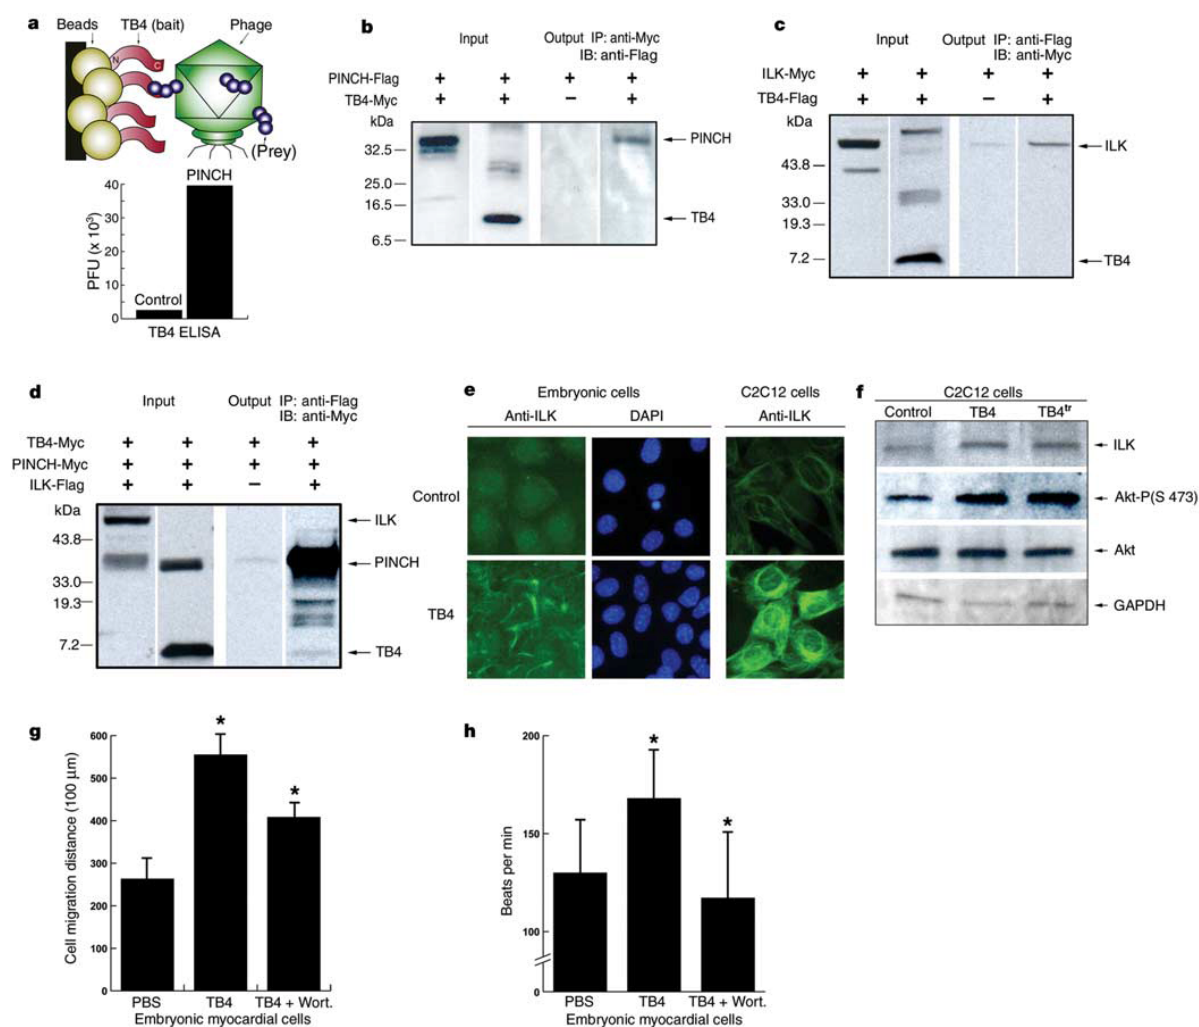 a
Beads TB4 (bait) Phage
N
C
(Prey)
PINCH
40
30
20
10
0
PFU (x 10³)
Control
TB4 ELISA
b
Input Output IP: anti-Myc
IB: anti-Flag
PINCH-Flag + + + +
TB4-Myc + + − +
kDa
32.5
25.0
16.5
6.5
PINCH
TB4
c
Input Output IP: anti-Flag
IB: anti-Myc
ILK-Myc + + + +
TB4-Flag + + − +
kDa
43.8
33.0
19.3
7.2
ILK
TB4
d
Input Output IP: anti-Flag
IB: anti-Myc
TB4-Myc + + + +
PINCH-Myc + + + +
ILK-Flag + + − +
kDa
43.8
33.0
19.3
7.2
ILK
PINCH
TB4
e
Embryonic cells C2C12 cells
Anti-ILK DAPI Anti-ILK
Control
TB4
f
C2C12 cells
Control TB4 TB4tr
ILK
Akt-P(S 473)
Akt
GAPDH
g
Cell migration distance (100 µm)
600
500
400
300
200
100
0
* *
PBS TB4 TB4 + Wort.
Embryonic myocardial cells
h
Beats per min
200
150
100
0
* *
PBS TB4 TB4 + Wort.
Embryonic myocardial cells